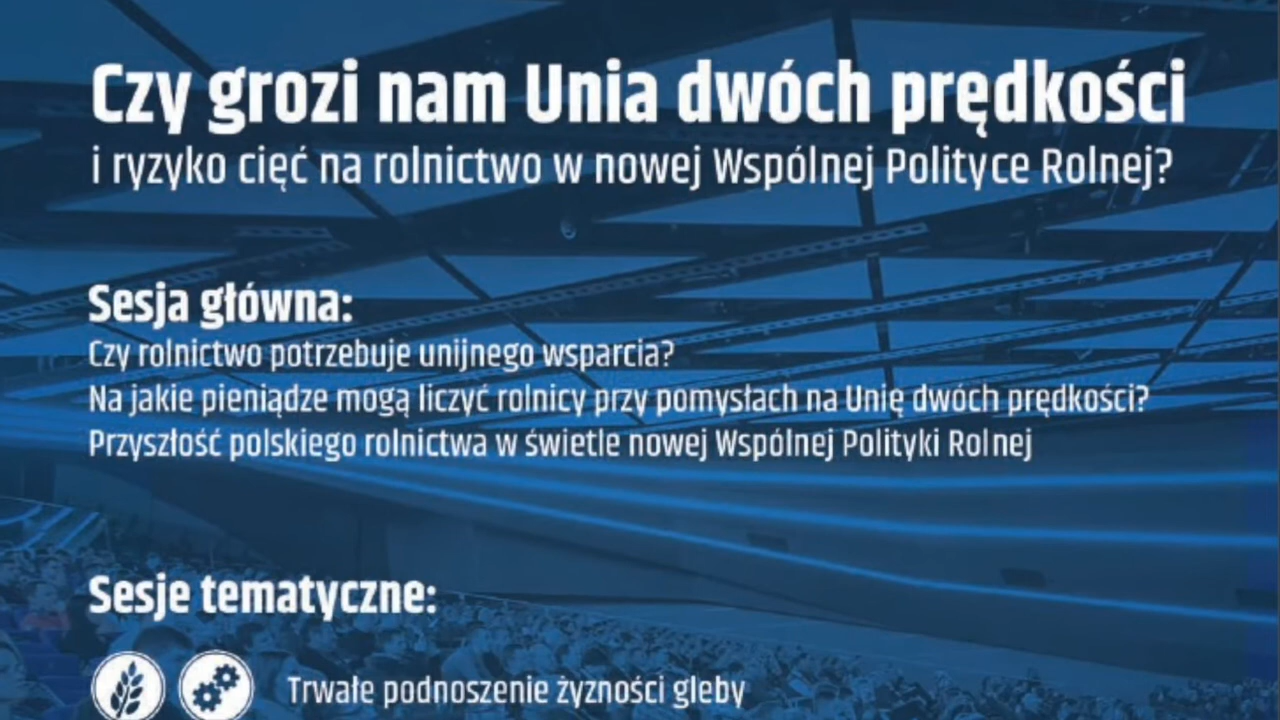 Czy grozi nam Unia dwóch prędkości
i ryzyko cięć na rolnictwo w nowej Wspólnej Polityce Rolnej?
Sesja główna:
Czy rolnictwo potrzebuje unijnego wsparcia?
Na jakie pieniądze mogą liczyć rolnicy przy pomysłach na Unię dwóch prędkości?
Przyszłość polskiego rolnictwa w świetle nowej Wspólnej Polityki Rolnej
Sesje tematyczne:
Trwałe podnoszenie żyzności gleby